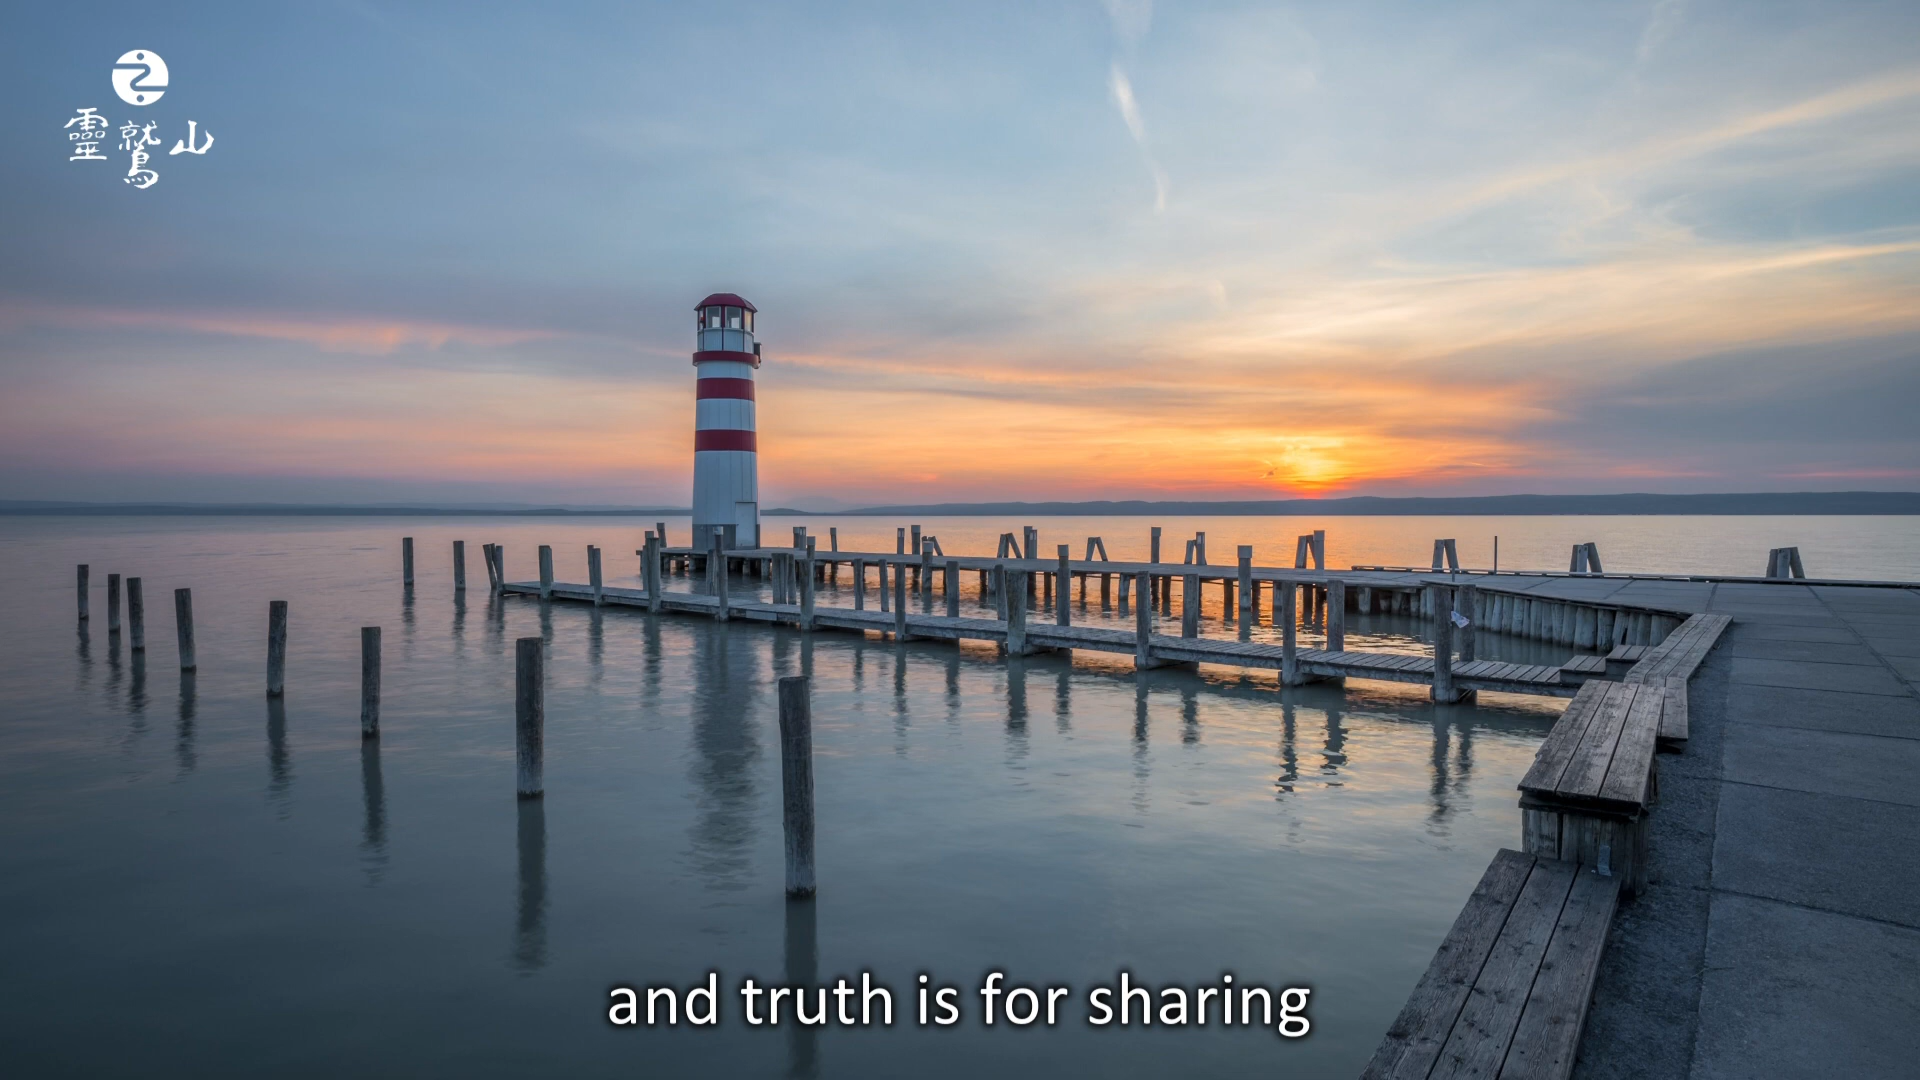 靈鷲山
and truth is for sharing